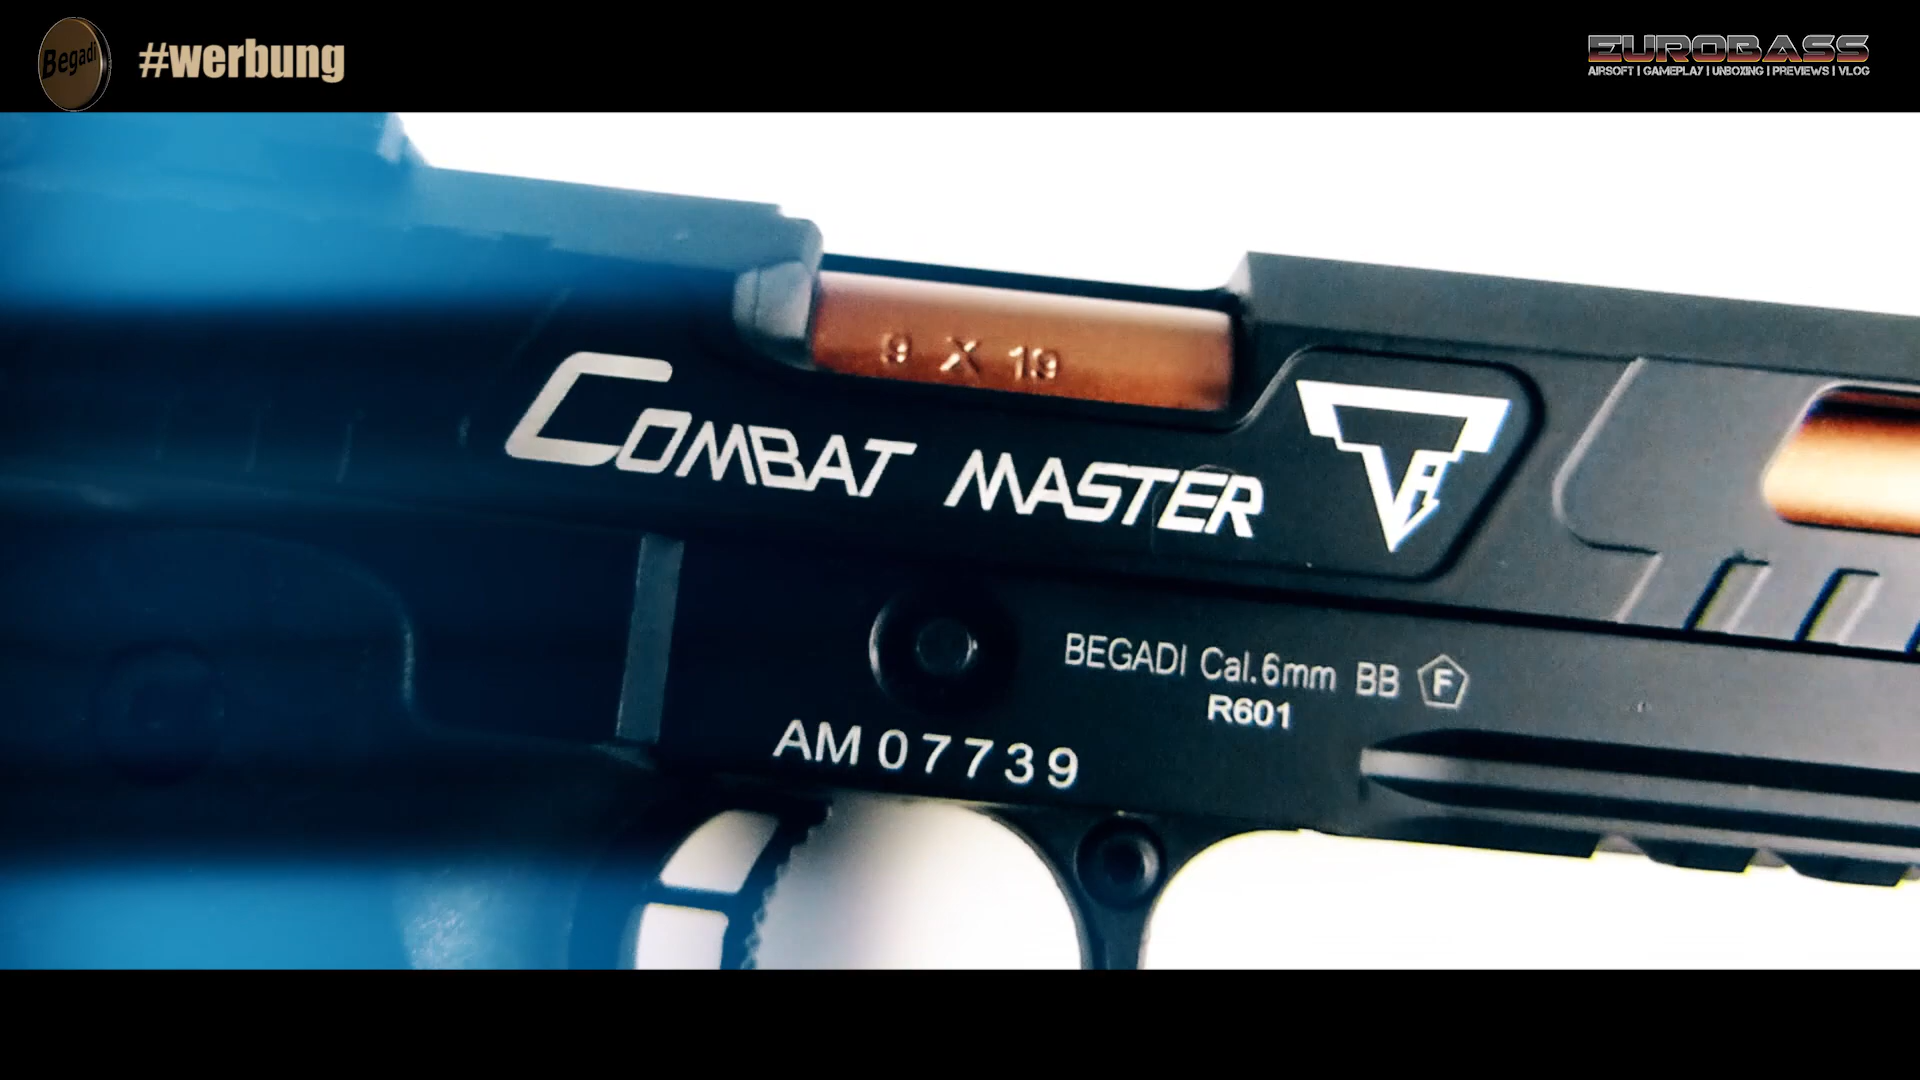 Begadi
#werbung
EUROBASS
AIRSOFT | GAMEPLAY | UNBOXING | PREVIEWS | VLOG
9 X 19
COMBAT MASTER
BEGADI Cal.6mm BB F
R601
AM 07739